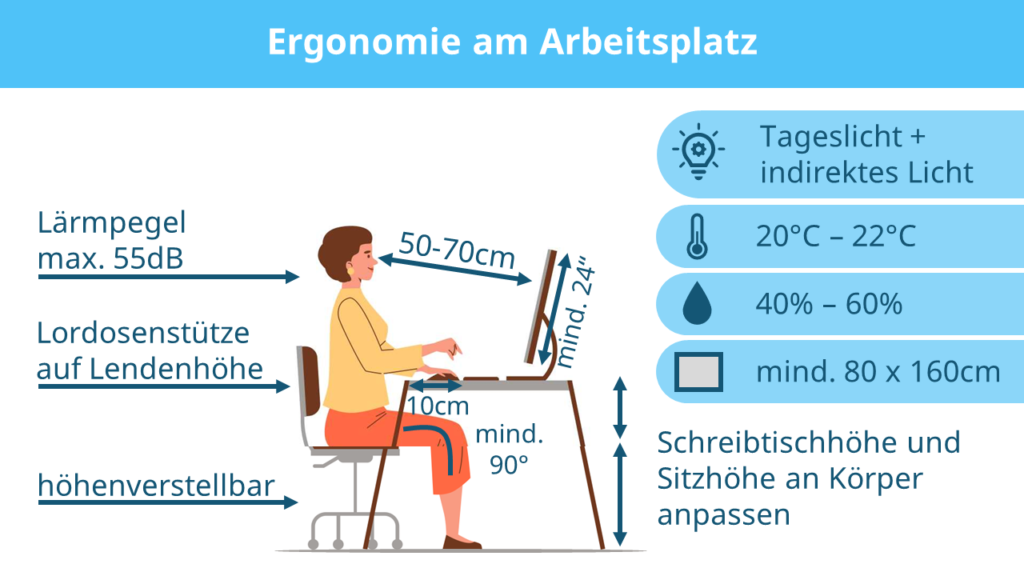 Ergonomie am Arbeitsplatz
Lärmpegel
max. 55dB
Lordosenstütze
auf Lendenhöhe
höhenverstellbar
50-70cm
mind. 24“
10cm
mind.
90°
Tageslicht +
indirektes Licht
20°C – 22°C
40% – 60%
mind. 80 x 160cm
Schreibtischhöhe und
Sitzhöhe an Körper
anpassen